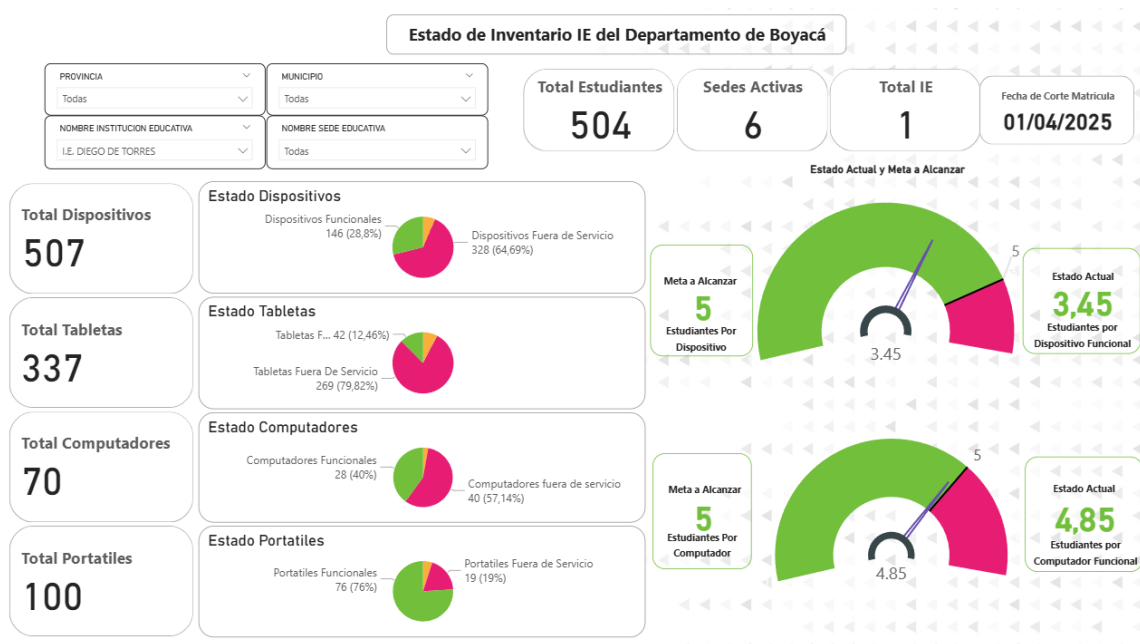 Estado de Inventario IE del Departamento de Boyacá
PROVINCIA
Todas
MUNICIPIO
Todas
NOMBRE INSTITUCION EDUCATIVA
I.E. DIEGO DE TORRES
NOMBRE SEDE EDUCATIVA
Todas
Total Estudiantes
504
Sedes Activas
6
Total IE
1
Fecha de Corte Matricula
01/04/2025
Total Dispositivos
507
Estado Dispositivos
Dispositivos Funcionales
146 (28,8%)
Dispositivos Fuera de Servicio
328 (64,69%)
Total Tabletas
337
Estado Tabletas
Tabletas F... 42 (12,46%)
Tabletas Fuera De Servicio
269 (79,82%)
Total Computadores
70
Estado Computadores
Computadores Funcionales
28 (40%)
Computadores fuera de servicio
40 (57,14%)
Total Portatiles
100
Estado Portatiles
Portatiles Funcionales
76 (76%)
Portatiles Fuera de Servicio
19 (19%)
Estado Actual y Meta a Alcanzar
Meta a Alcanzar
5
Estudiantes Por
Dispositivo
5
3.45
Estado Actual
3,45
Estudiantes por
Dispositivo Funcional
Meta a Alcanzar
5
Estudiantes Por
Computador
5
4.85
Estado Actual
4,85
Estudiantes por
Computador Funcional